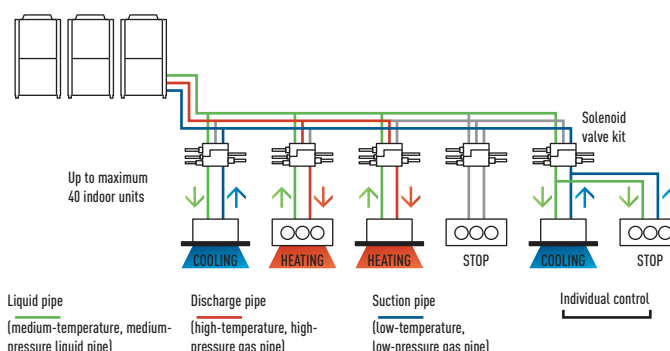 Solenoid
valve kit
Up to maximum
40 indoor units
COOLING
HEATING
HEATING
STOP
COOLING
STOP
Liquid pipe
(medium-temperature, medium-
pressure liquid pipe)
Discharge pipe
(high-temperature, high-
pressure gas pipe)
Suction pipe
(low-temperature,
low-pressure gas pipe)
Individual control